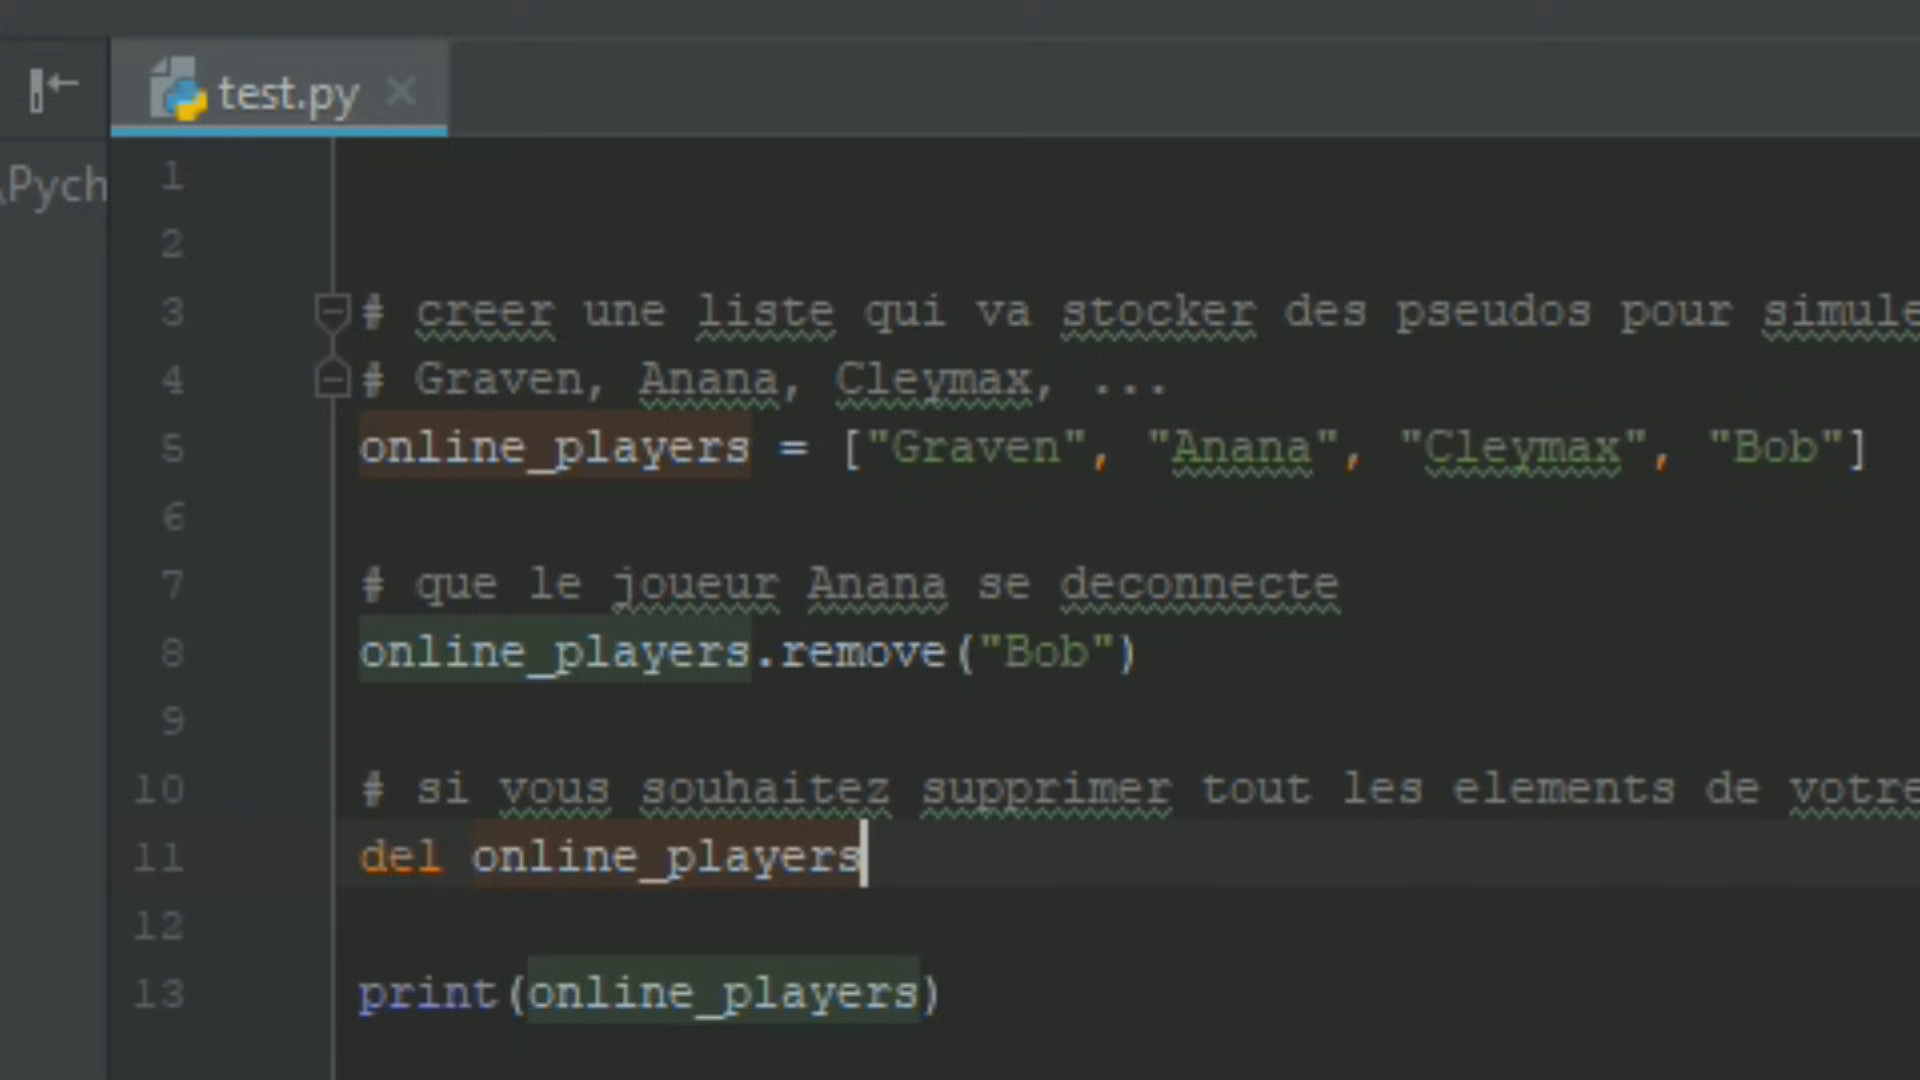 test.py
\Pych
1
2
3 # creer une liste qui va stocker des pseudos pour simule
4 # Graven, Anana, Cleymax, ...
5 online_players = ["Graven", "Anana", "Cleymax", "Bob"]
6
7 # que le joueur Anana se deconnecte
8 online_players.remove("Bob")
9
10 # si vous souhaitez supprimer tout les elements de votre
11 del online_players
12
13 print(online_players)